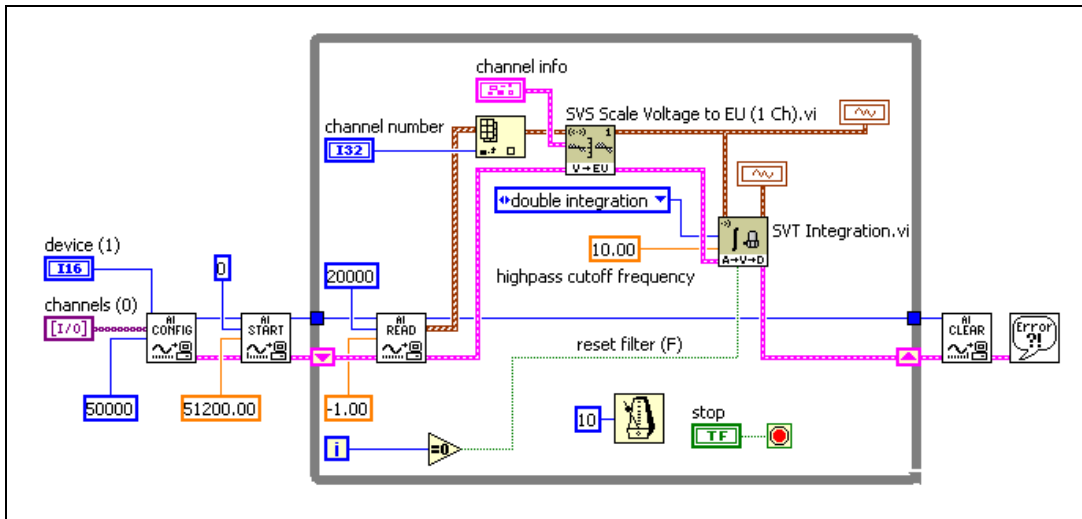 channel info
SVS Scale Voltage to EU (1 Ch).vi
channel number
I32
1
V→EU
double integration
device (1)
I16
0
20000
10.00
SVT Integration.vi
A→V→D
highpass cutoff frequency
channels (0)
[I/O]
AI CONFIG
AI START
AI READ
AI CLEAR
Error ?!
reset filter (F)
50000
51200.00
-1.00
10
stop
TF
i
=0